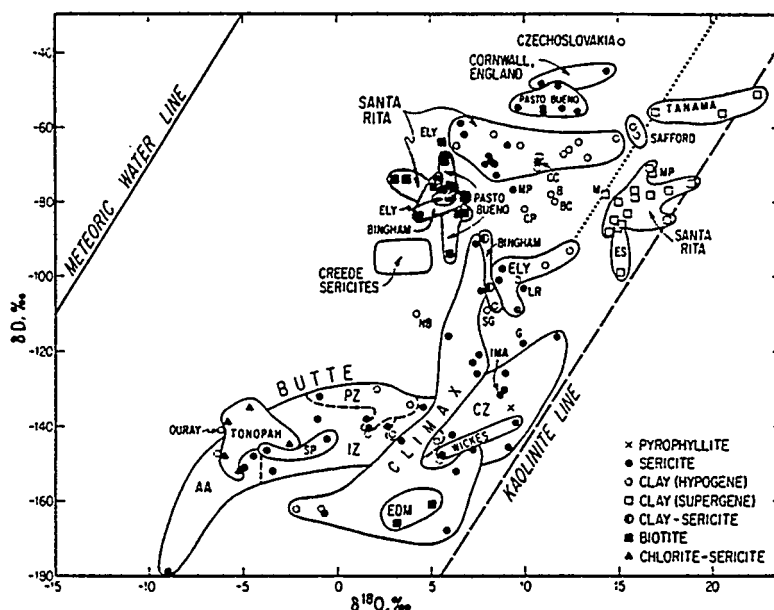 CZECHOSLOVAKIA
CORNWALL,
ENGLAND
PASTO BUENO
TANAMA
SAFFORD
SANTA
RITA
ELY
CC
MP
B
BC
CP
M
MP
PASTO
BUENO
ELY
BINGHAM
SANTA
RITA
ES
CREEDE
SERICITES
BINGHAM
ELY
S
LR
SG
G
IMA
METEORIC WATER LINE
BUTTE
PZ
CLIMAX
CZ
OURAY
TONOPAH
SP
IZ
WICKES
AA
EDM
KAOLINITE LINE
× PYROPHYLLITE
● SERICITE
○ CLAY (HYPOGENE)
□ CLAY (SUPERGENE)
◐ CLAY-SERICITE
■ BIOTITE
▲ CHLORITE-SERICITE
δD, ‰
-40
-60
-80
-100
-120
-140
-160
-190
-15 -10 -5 0 5 10 15 20
δ18O, ‰